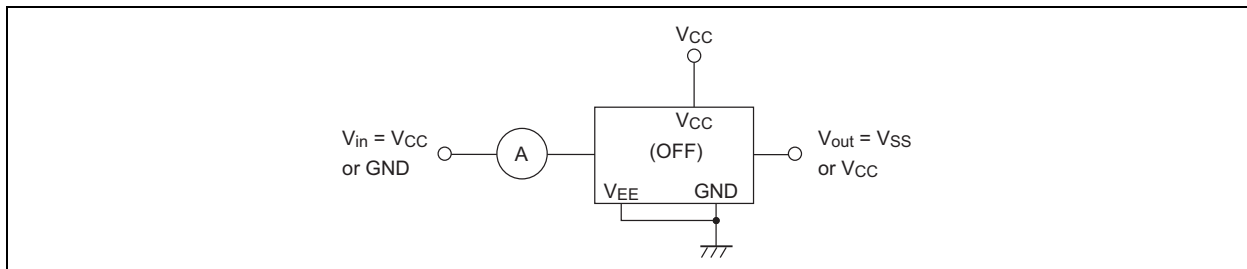 VCC
VCC
(OFF)
VEE
GND
Vin = VCC
or GND
A
Vout = VSS
or VCC